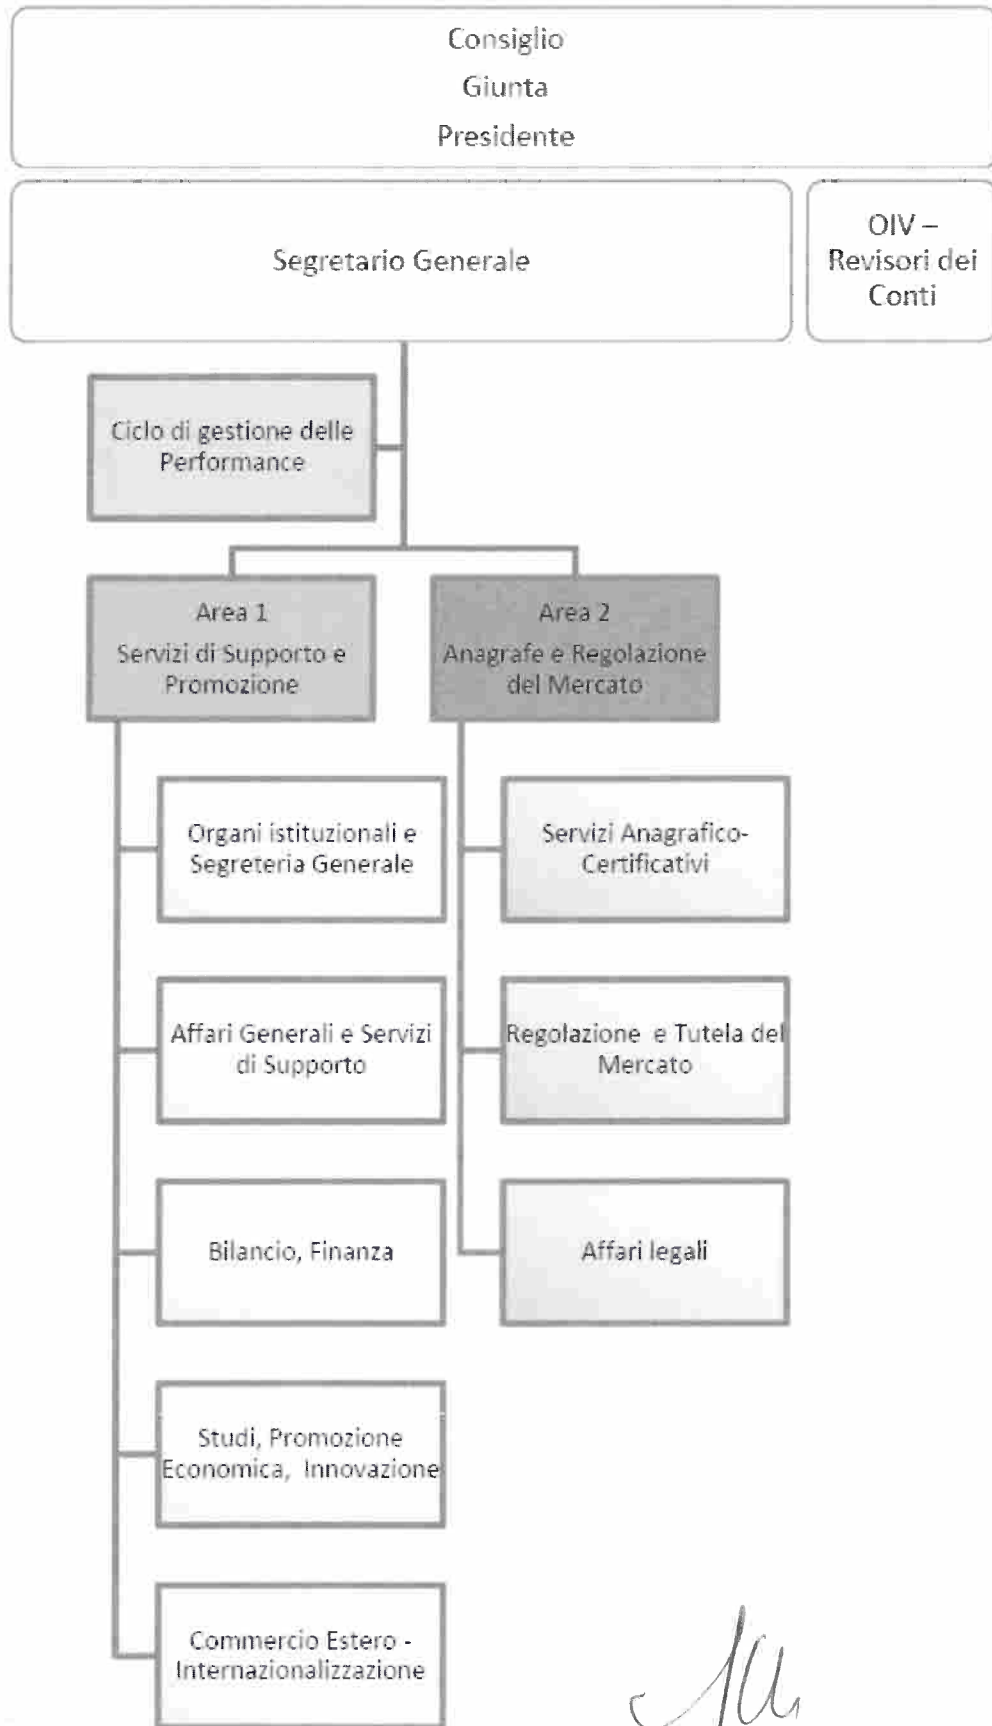 Consiglio
Giunta
Presidente
Segretario Generale
OIV –
Revisori dei
Conti
Ciclo di gestione delle
Performance
Area 1
Servizi di Supporto e
Promozione
Area 2
Anagrafe e Regolazione
del Mercato
Organi istituzionali e
Segreteria Generale
Affari Generali e Servizi
di Supporto
Bilancio, Finanza
Studi, Promozione
Economica, Innovazione
Commercio Estero -
Internazionalizzazione
Servizi Anagrafico-
Certificativi
Regolazione e Tutela del
Mercato
Affari legali